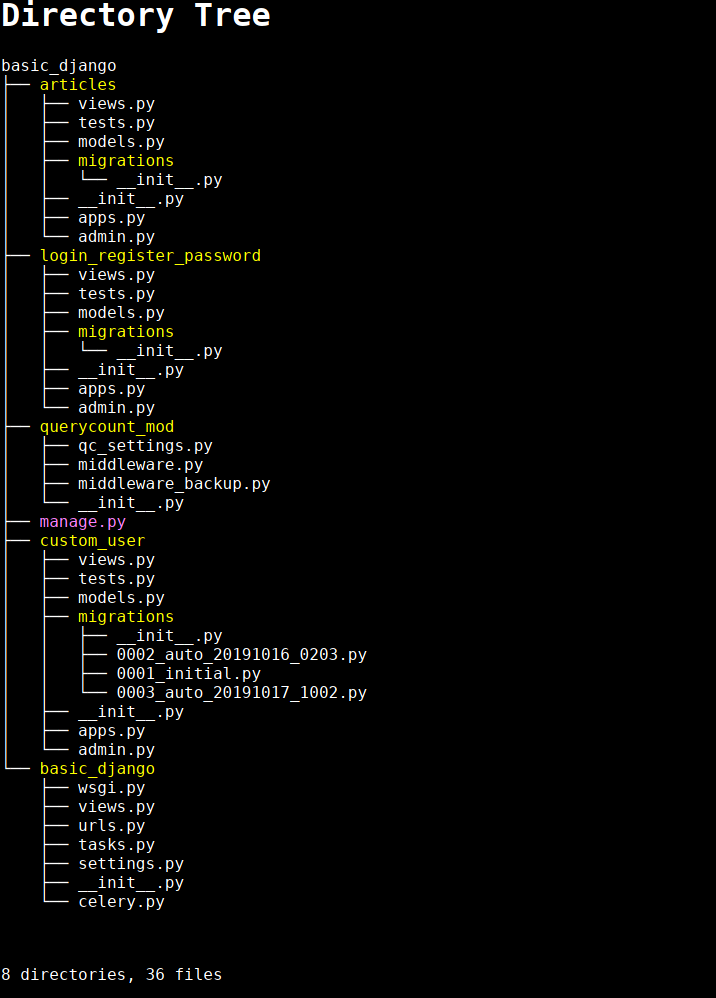 Directory Tree
basic_django
├── articles
│   ├── views.py
│   ├── tests.py
│   ├── models.py
│   ├── migrations
│   │   └── __init__.py
│   ├── __init__.py
│   ├── apps.py
│   └── admin.py
├── login_register_password
│   ├── views.py
│   ├── tests.py
│   ├── models.py
│   ├── migrations
│   │   └── __init__.py
│   ├── __init__.py
│   ├── apps.py
│   └── admin.py
├── querycount_mod
│   ├── qc_settings.py
│   ├── middleware.py
│   ├── middleware_backup.py
│   └── __init__.py
├── manage.py
├── custom_user
│   ├── views.py
│   ├── tests.py
│   ├── models.py
│   ├── migrations
│   │   ├── __init__.py
│   │   ├── 0002_auto_20191016_0203.py
│   │   ├── 0001_initial.py
│   │   └── 0003_auto_20191017_1002.py
│   ├── __init__.py
│   ├── apps.py
│   └── admin.py
└── basic_django
    ├── wsgi.py
    ├── views.py
    ├── urls.py
    ├── tasks.py
    ├── settings.py
    ├── __init__.py
    └── celery.py
8 directories, 36 files